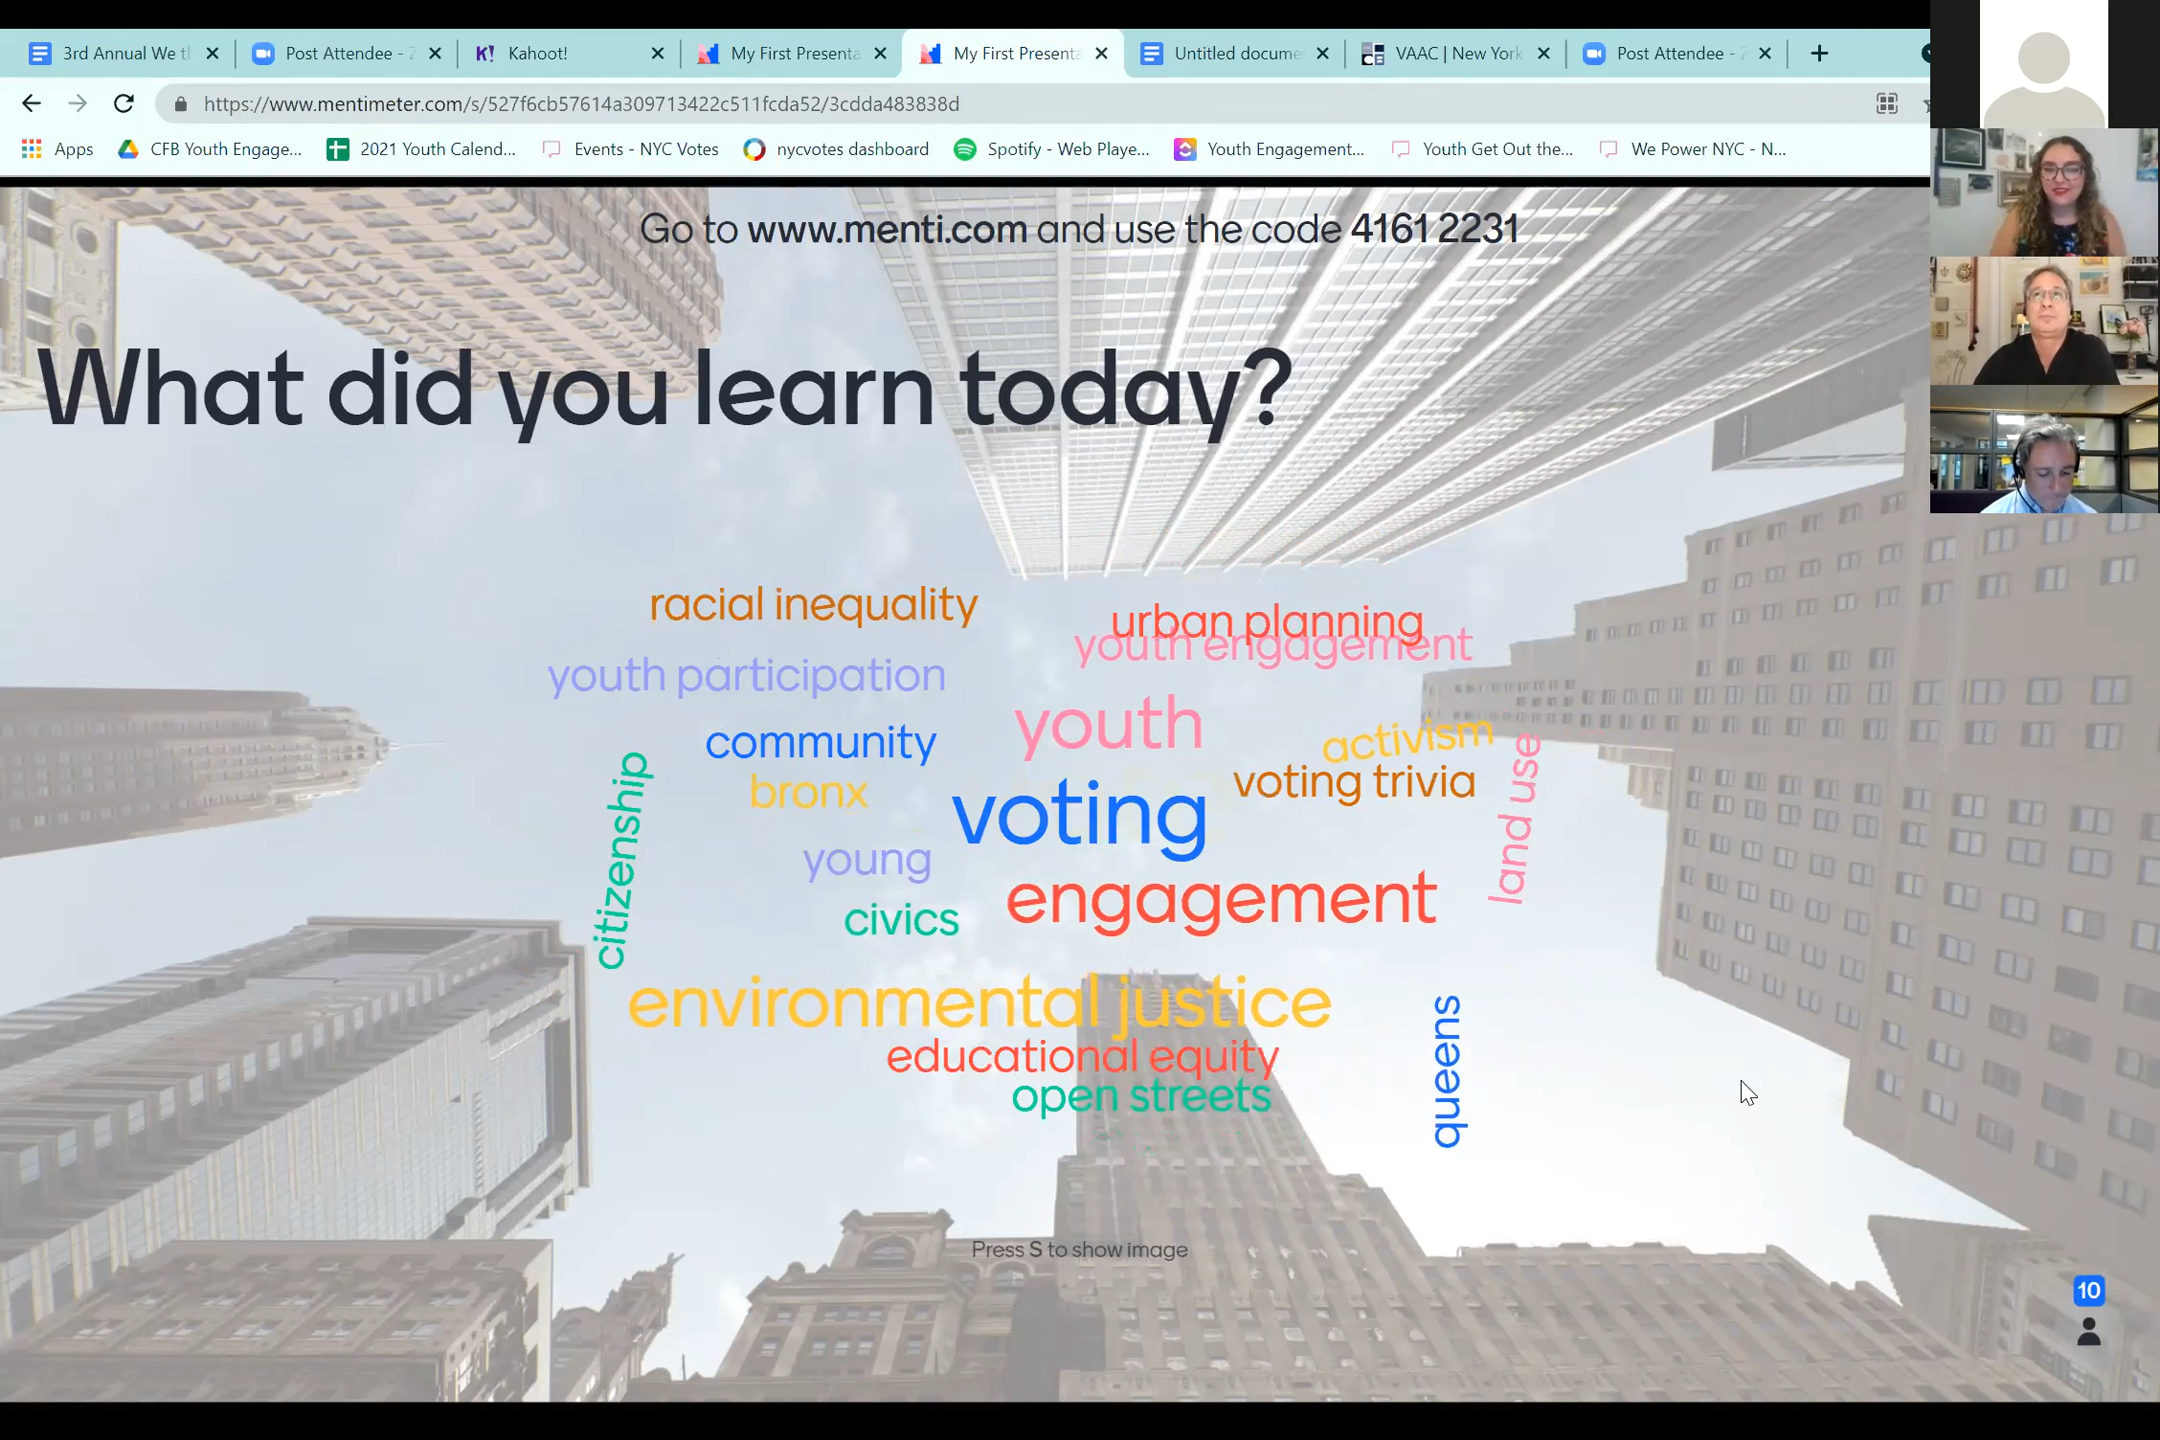 3rd Annual We t
Post Attendee -
K! Kahoot!
My First Presenta
My First Presenta
Untitled docume
VAAC | New York
Post Attendee -
https://www.mentimeter.com/s/527f6cb57614a309713422c511fcda52/3cdda483838d
Apps
CFB Youth Engage...
2021 Youth Calend...
Events - NYC Votes
nycvotes dashboard
Spotify - Web Playe...
Youth Engagement...
Youth Get Out the...
We Power NYC - N...
Go to www.menti.com and use the code 4161 2231
What did you learn today?
racial inequality
urban planning
youth engagement
youth participation
youth
community
activism
bronx
voting trivia
land use
citizenship
voting
young
engagement
civics
environmental justice
queens
educational equity
open streets
Press S to show image
10